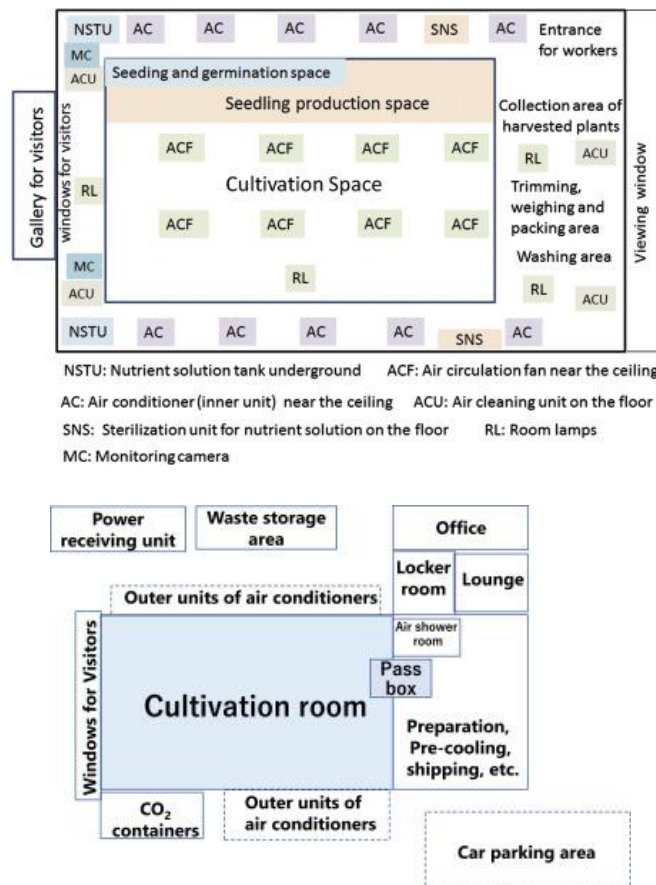 NSTU AC AC AC AC SNS AC
Entrance
for workers
MC
ACU
Seeding and germination space
Seedling production space
Collection area of
harvested plants
Gallery for visitors
windows for visitors
ACF ACF ACF ACF
RL ACU
RL
Cultivation Space
Trimming,
weighing and
packing area
Viewing window
ACF ACF ACF ACF
Washing area
MC
ACU
RL
RL ACU
NSTU AC AC AC AC SNS AC
NSTU: Nutrient solution tank underground ACF: Air circulation fan near the ceiling
AC: Air conditioner (inner unit) near the ceiling ACU: Air cleaning unit on the floor
SNS: Sterilization unit for nutrient solution on the floor RL: Room lamps
MC: Monitoring camera
Power
receiving unit
Waste storage
area
Office
Locker
room
Lounge
Outer units of air conditioners
Air shower
room
Windows for Visitors
Pass
box
Cultivation room
Preparation,
Pre-cooling,
shipping, etc.
CO2
containers
Outer units of
air conditioners
Car parking area